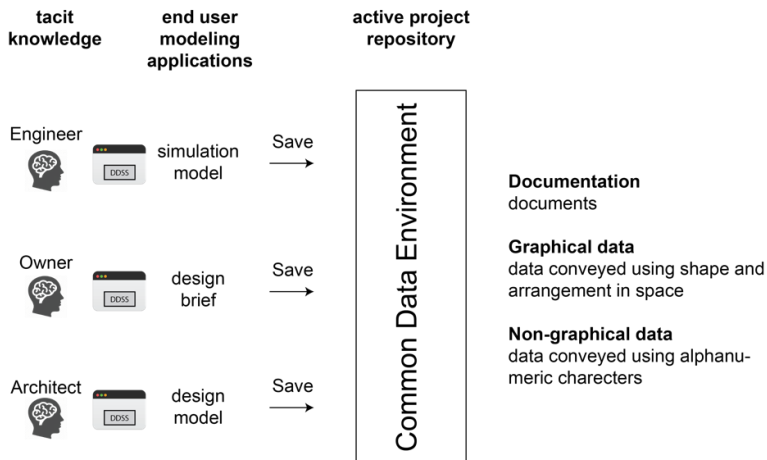 tacit
knowledge
end user
modeling
applications
active project
repository
Engineer
DDSS
simulation
model
Save
Owner
DDSS
design
brief
Save
Architect
DDSS
design
model
Save
Common Data Environment
Documentation
documents
Graphical data
data conveyed using shape and
arrangement in space
Non-graphical data
data conveyed using alphanu-
meric charecters